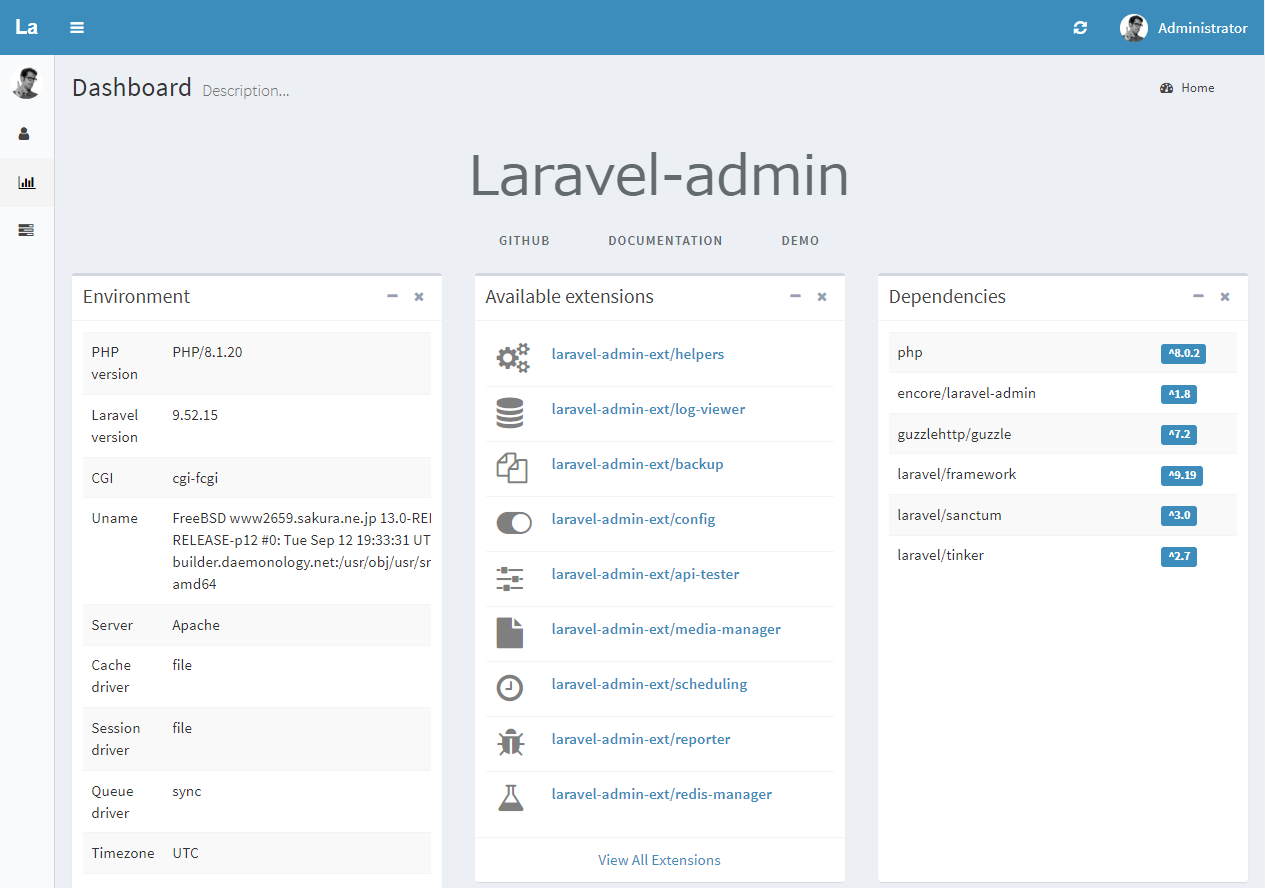 La
Administrator
Dashboard Description...
Home
Laravel-admin
GITHUB DOCUMENTATION DEMO
Environment
PHP version PHP/8.1.20
Laravel version 9.52.15
CGI cgi-fcgi
Uname FreeBSD www2659.sakura.ne.jp 13.0-REL
RELEASE-p12 #0: Tue Sep 12 19:33:31 UT
builder.daemonology.net:/usr/obj/usr/sr
amd64
Server Apache
Cache driver file
Session driver file
Queue driver sync
Timezone UTC
Available extensions
laravel-admin-ext/helpers
laravel-admin-ext/log-viewer
laravel-admin-ext/backup
laravel-admin-ext/config
laravel-admin-ext/api-tester
laravel-admin-ext/media-manager
laravel-admin-ext/scheduling
laravel-admin-ext/reporter
laravel-admin-ext/redis-manager
View All Extensions
Dependencies
php ^8.0.2
encore/laravel-admin ^1.8
guzzlehttp/guzzle ^7.2
laravel/framework ^9.19
laravel/sanctum ^3.0
laravel/tinker ^2.7